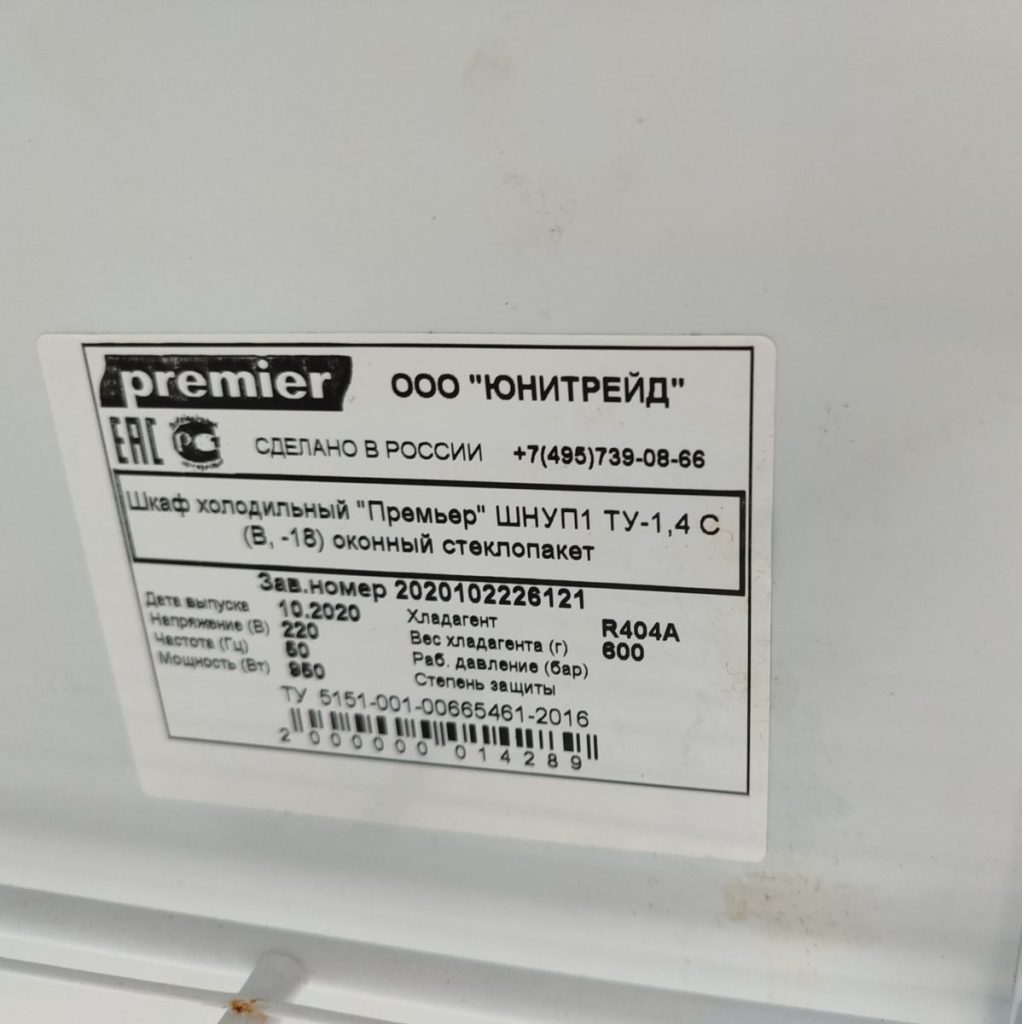 premier ООО "ЮНИТРЕЙД"
EAC РСТ СДЕЛАНО В РОССИИ +7(495)739-08-66
Шкаф холодильный "Премьер" ШНУП1 ТУ-1,4 С
(В, -18) оконный стеклопакет
Зав.номер 2020102226121
Дата выпуска 10.2020 Хладагент R404A
Напряжение (В) 220 Вес хладагента (г) 600
Частота (Гц) 50 Раб. давление (бар)
Мощность (Вт) 950 Степень защиты
ТУ 5151-001-00665461-2016
2 000000 014289